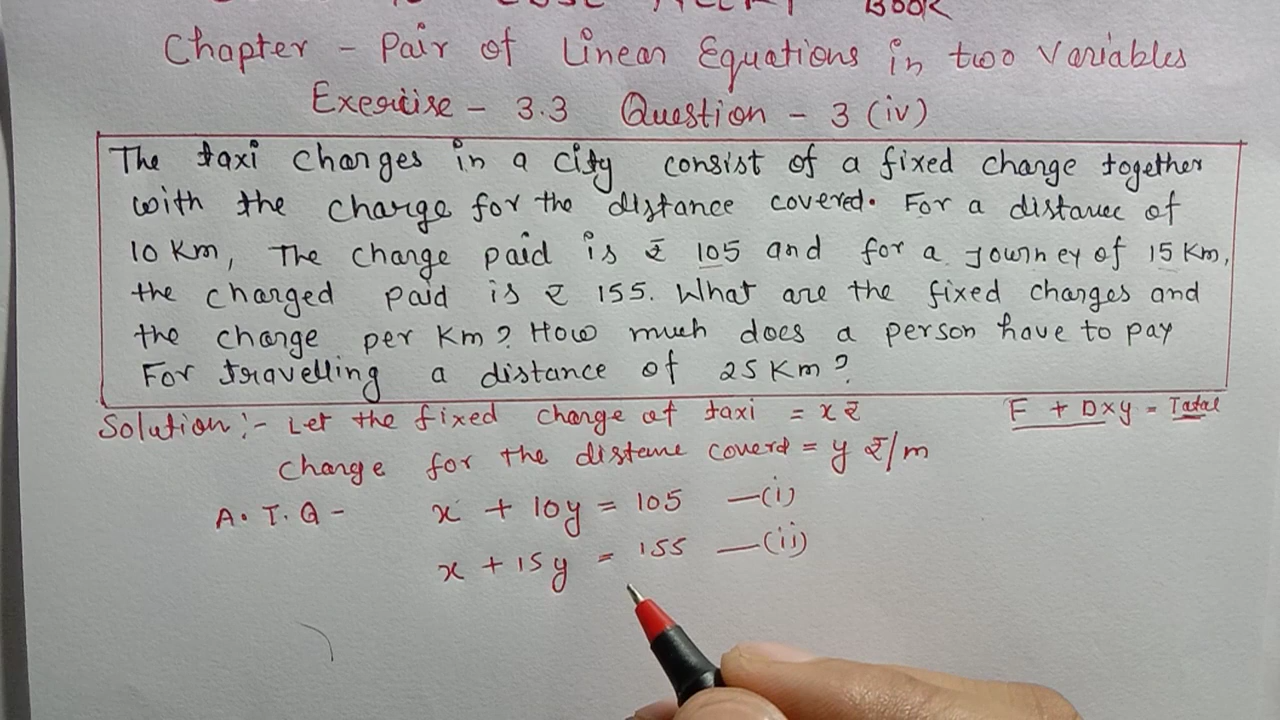 Book
Chapter - Pair of Linear Equations in two Variables
Exercise - 3.3 Question - 3 (iv)
The taxi charges in a city consist of a fixed charge together
with the charge for the distance covered. For a distance of
10 Km, The charge paid is ₹ 105 and for a Journey of 15 Km,
the charged paid is ₹ 155. What are the fixed charges and
the charge per Km? How much does a person have to pay
For travelling a distance of 25 Km?
Solution :- Let the fixed charge of taxi = x ₹
F + D×y = Total
Charge for the distane coverd = y ₹/m
A.T.Q - x + 10y = 105 —(i)
x + 15y = 155 —(ii)